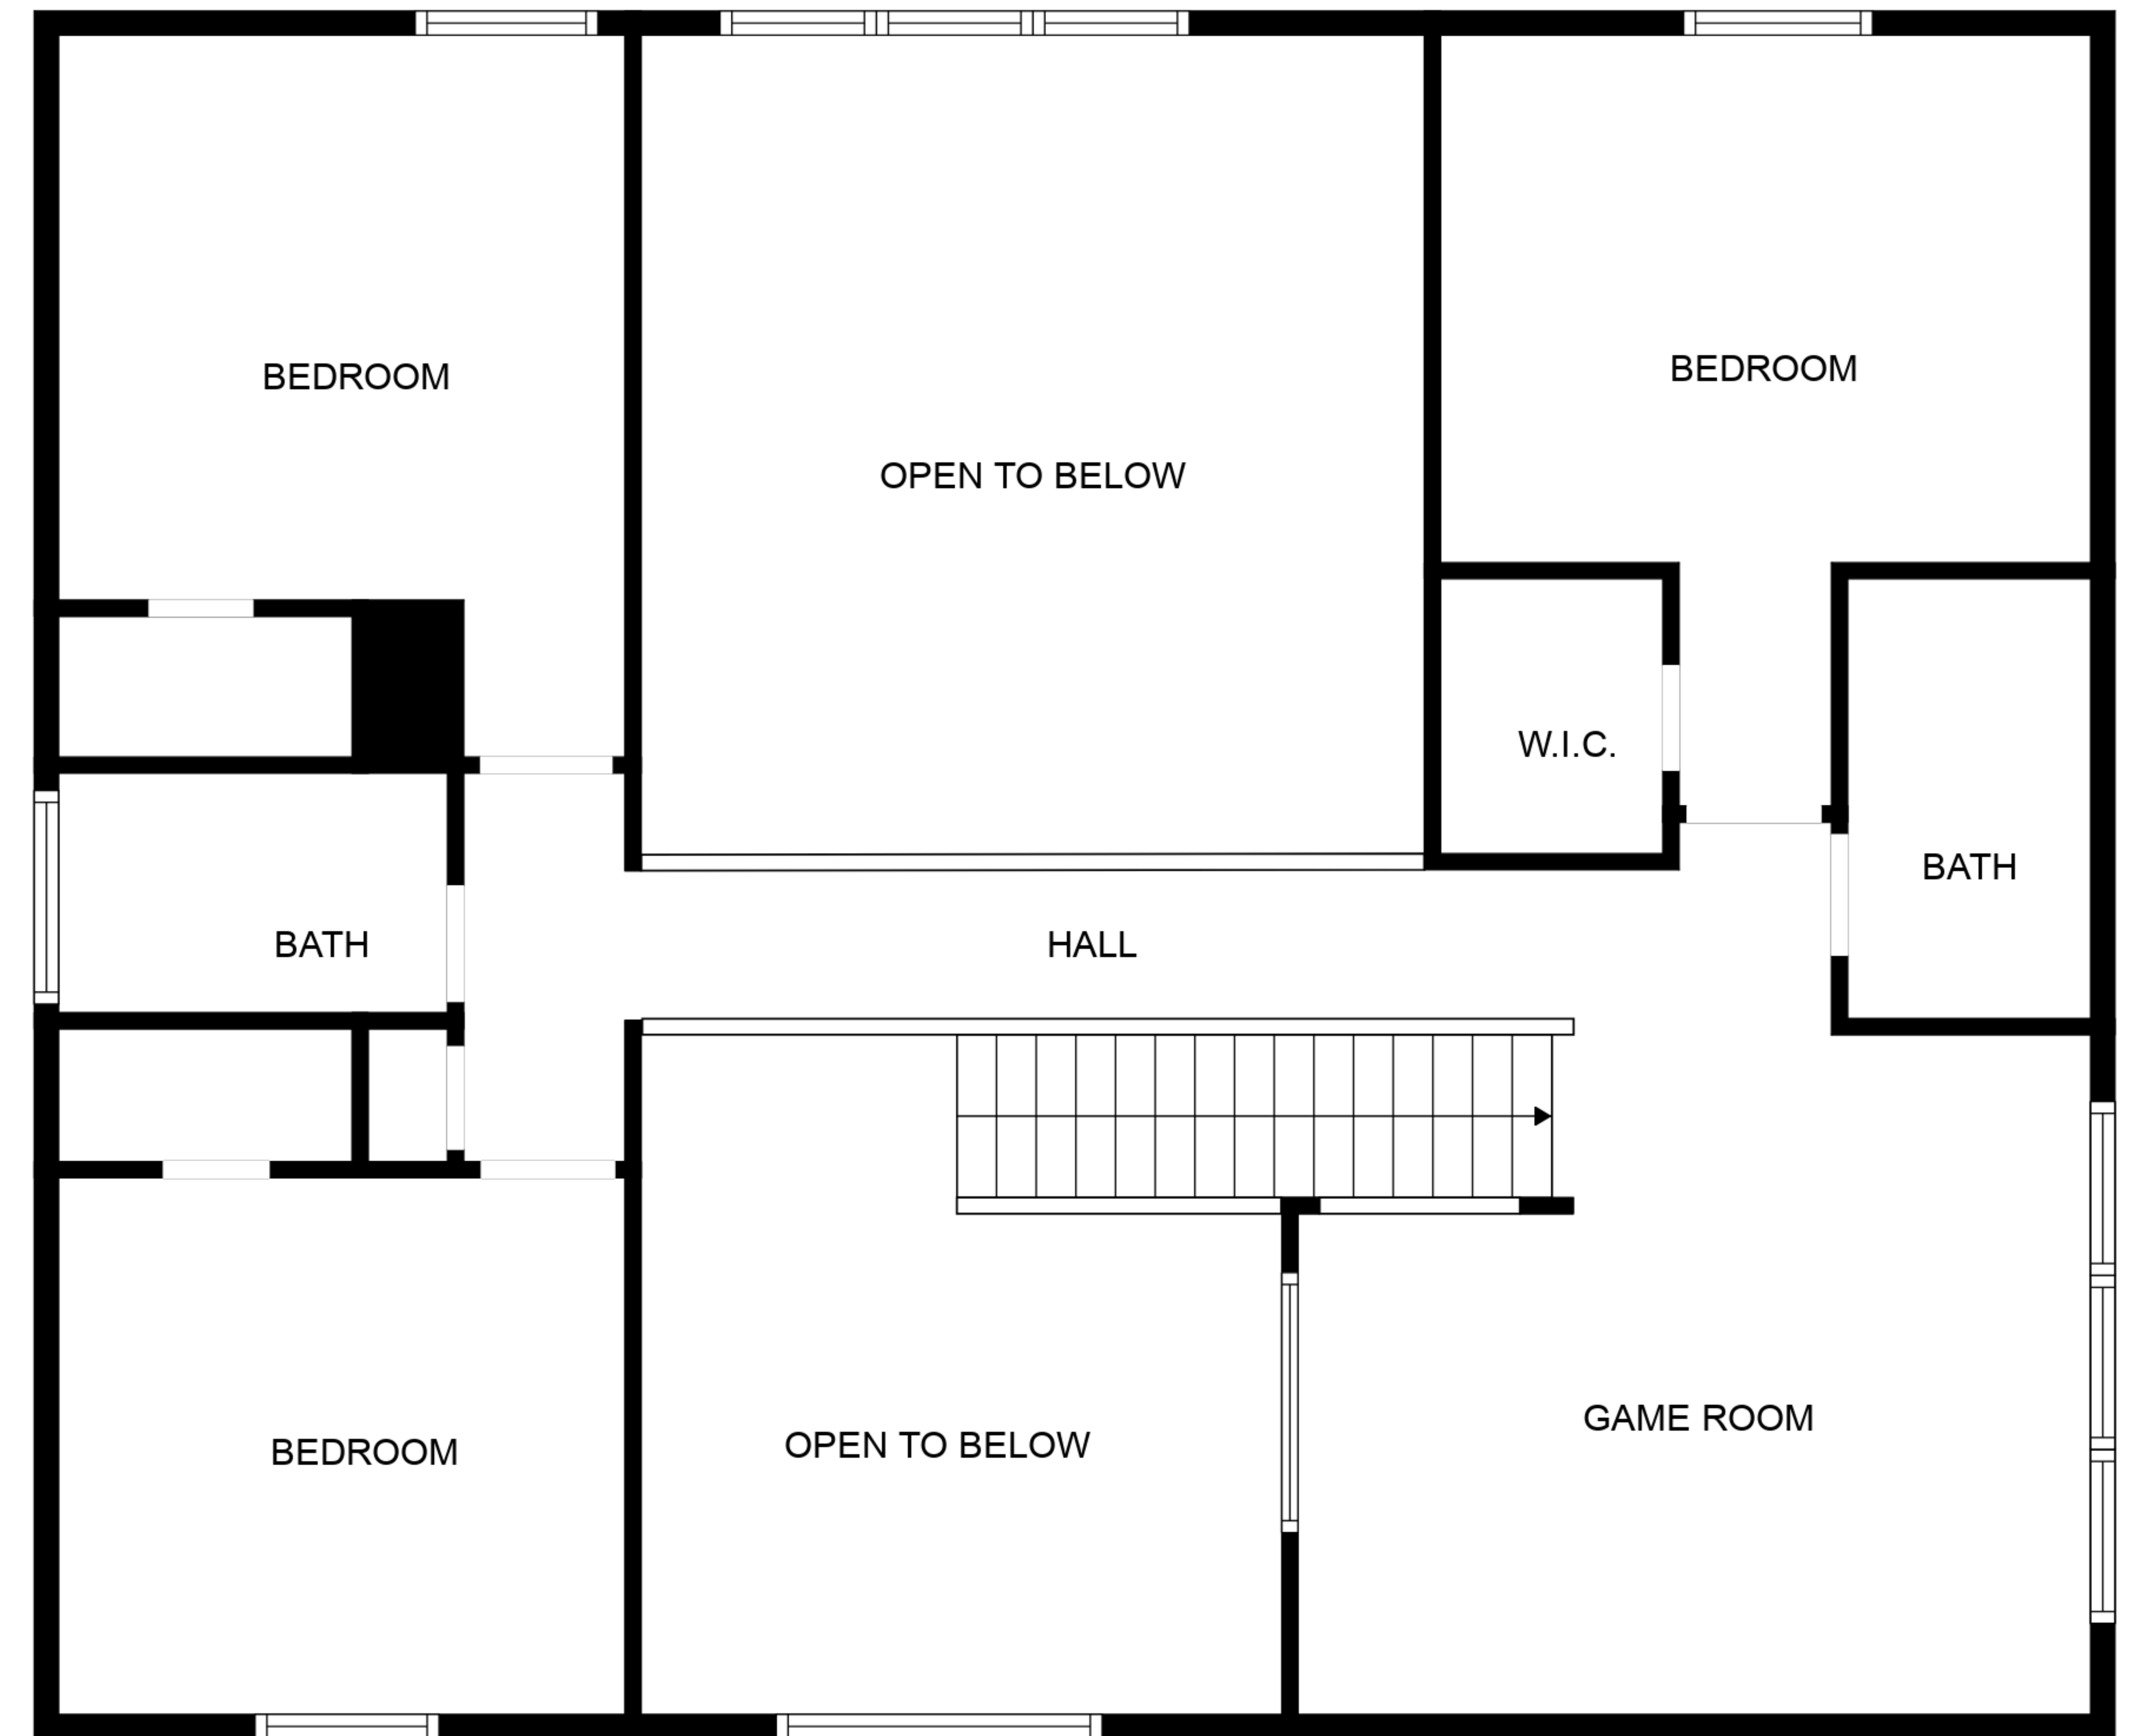 BEDROOM
BEDROOM
OPEN TO BELOW
W.I.C.
BATH
BATH
HALL
GAME ROOM
OPEN TO BELOW
BEDROOM